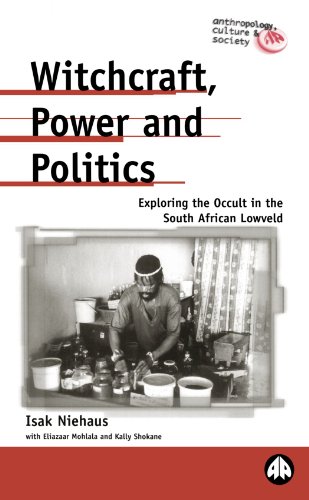 anthropology,
culture &
society
Witchcraft,
Power and
Politics
Exploring the Occult in the
South African Lowveld
Isak Niehaus
with Eliazaar Mohlala and Kally Shokane